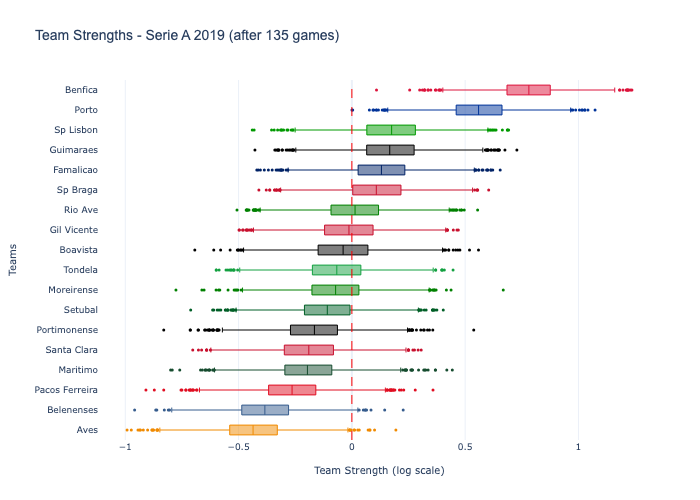 Team Strengths - Serie A 2019 (after 135 games)
Benfica
Porto
Sp Lisbon
Guimaraes
Famalicao
Sp Braga
Rio Ave
Gil Vicente
Boavista
Tondela
Moreirense
Setubal
Portimonense
Santa Clara
Maritimo
Pacos Ferreira
Belenenses
Aves
Teams
−1
−0.5
0
0.5
1
Team Strength (log scale)